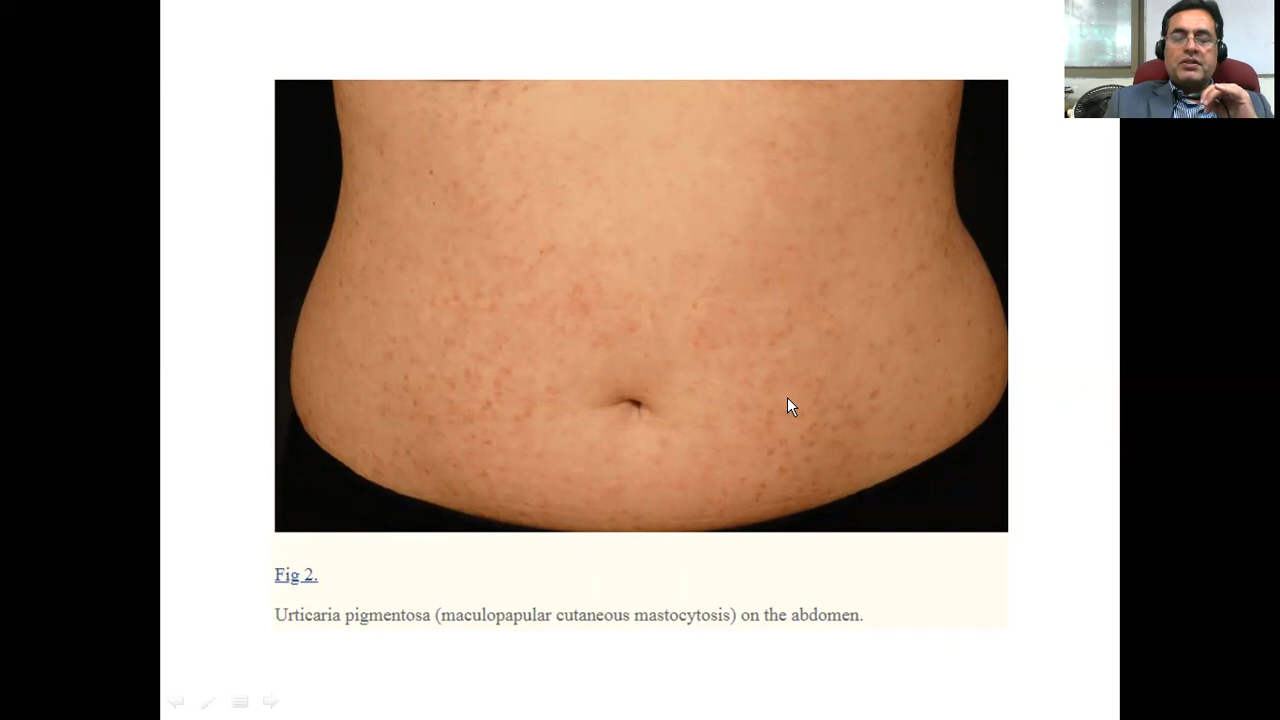 Fig 2.
Urticaria pigmentosa (maculopapular cutaneous mastocytosis) on the abdomen.